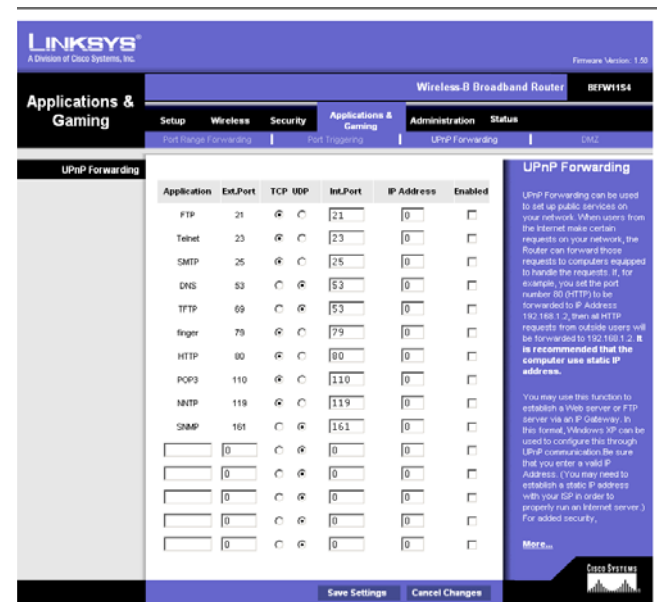 LINKSYS®
A Division of Cisco Systems, Inc.
Firmware Version: 1.50
Applications & Gaming
Wireless-B Broadband Router BEFW11S4
Setup Wireless Security Applications & Gaming Administration Status
Port Range Forwarding Port Triggering UPnP Forwarding DMZ
UPnP Forwarding
Application Ext.Port TCP UDP Int.Port IP Address Enabled
FTP 21 21 0
Telnet 23 23 0
SMTP 25 25 0
DNS 53 53 0
TFTP 69 53 0
finger 79 79 0
HTTP 80 80 0
POP3 110 110 0
NNTP 119 119 0
SNMP 161 161 0
0 0 0
0 0 0
0 0 0
0 0 0
0 0 0
UPnP Forwarding
UPnP Forwarding can be used
to set up public services on
your network. When users from
the Internet make certain
requests on your network, the
Router can forward those
requests to computers equipped
to handle the requests. If, for
example, you set the port
number 80 (HTTP) to be
forwarded to IP Address
192.168.1.2, then all HTTP
requests from outside users will
be forwarded to 192.168.1.2. It
is recommended that the
computer use static IP
address.
You may use this function to
establish a Web server or FTP
server via an IP Gateway. In
this format, Windows XP can be
used to configure this through
UPnP communication.Be sure
that you enter a valid IP
Address. (You may need to
establish a static IP address
with your ISP in order to
properly run an Internet server.)
For added security,
More...
Save Settings Cancel Changes
CISCO SYSTEMS